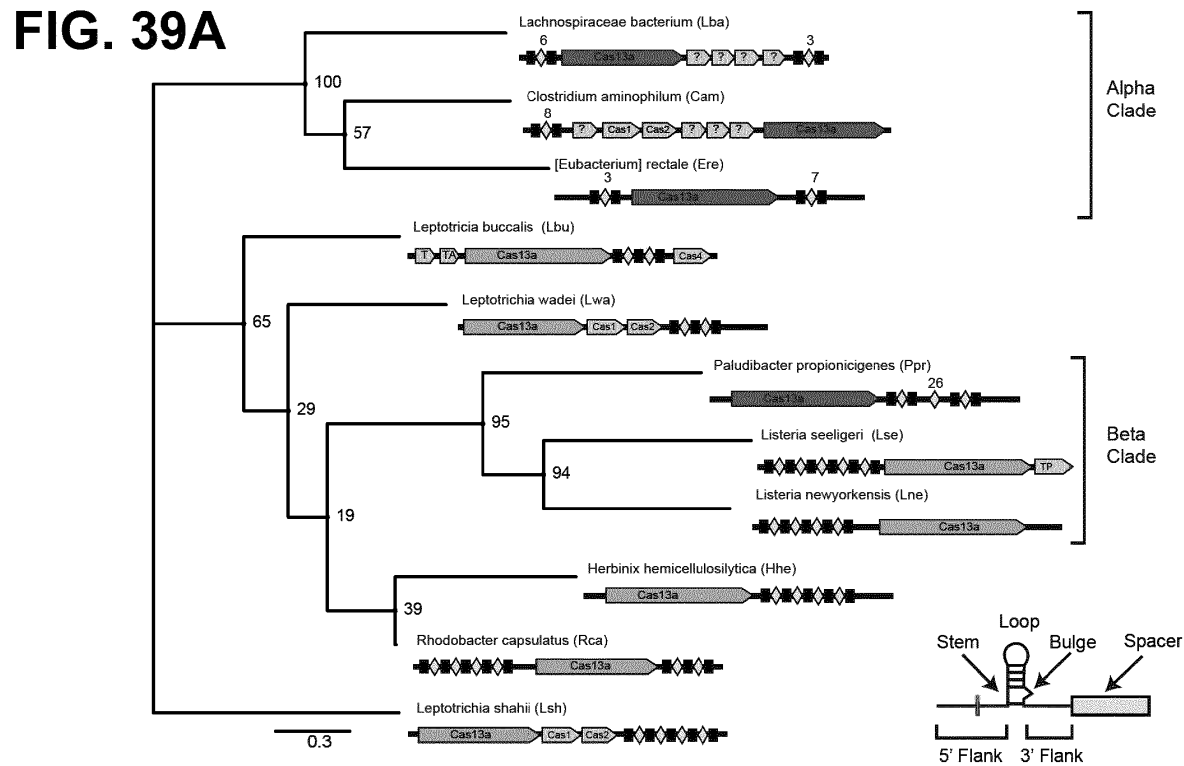 FIG. 39A
Lachnospiraceae bacterium (Lba)
6 3
Cas13a ? ? ? ?
100
Alpha
Clade
Clostridium aminophilum (Cam)
8
? Cas1 Cas2 ? ? ? Cas13a
57
[Eubacterium] rectale (Ere)
3 7
Cas13a
Leptotricia buccalis (Lbu)
T TA Cas13a Cas4
65
Leptotrichia wadei (Lwa)
Cas13a Cas1 Cas2
29
Paludibacter propionicigenes (Ppr)
26
Cas13a
95
Listeria seeligeri (Lse)
Cas13a TP
94
Beta
Clade
Listeria newyorkensis (Lne)
Cas13a
19
Herbinix hemicellulosilytica (Hhe)
Cas13a
39
Rhodobacter capsulatus (Rca)
Cas13a
Leptotrichia shahii (Lsh)
Cas13a Cas1 Cas2
0.3
Loop
Stem Bulge Spacer
5' Flank 3' Flank